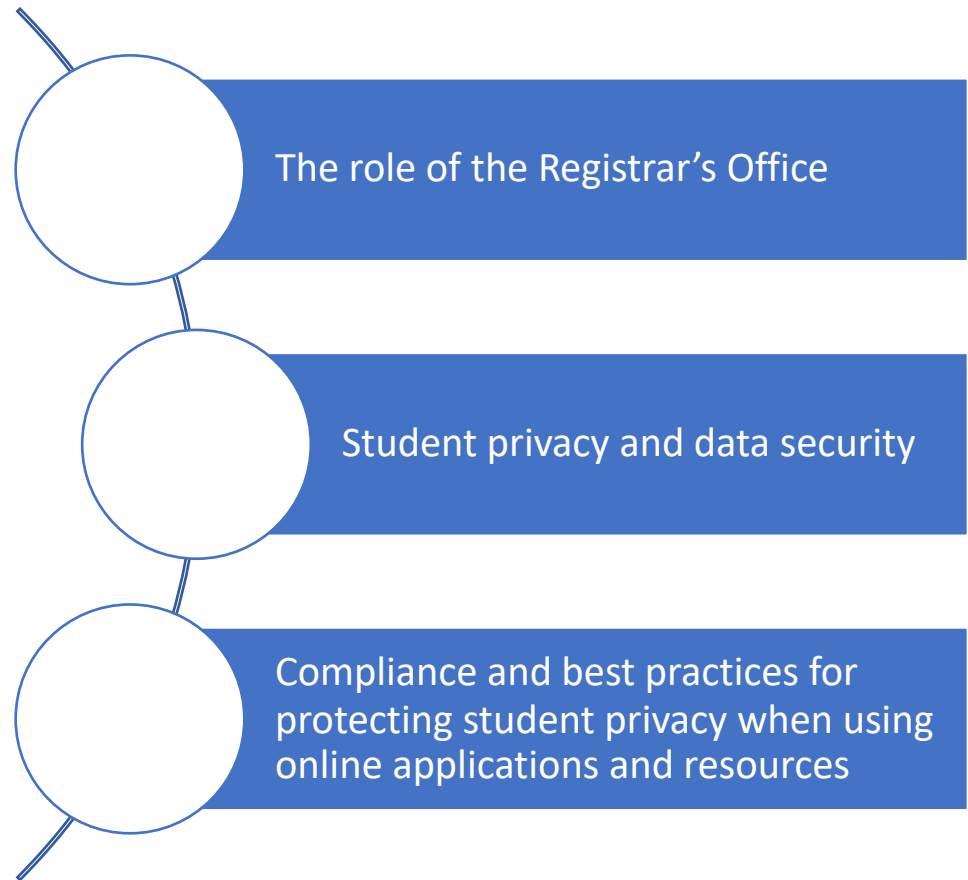 The role of the Registrar’s Office
Student privacy and data security
Compliance and best practices for
protecting student privacy when using
online applications and resources